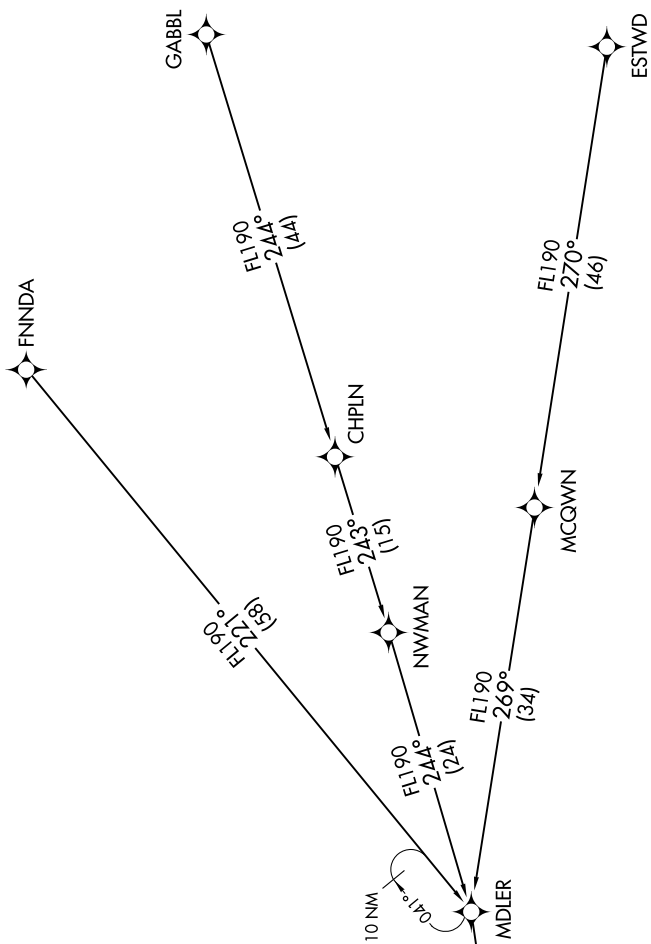 GABBL
ESTWD
FNNDA
FL190
244°
(44)
FL190
270°
(46)
CHPLN
FL190
243°
(15)
MCQWN
FL190
221°
(58)
NWMAN
FL190
269°
(34)
FL190
244°
(24)
10 NM
041°
MDLER